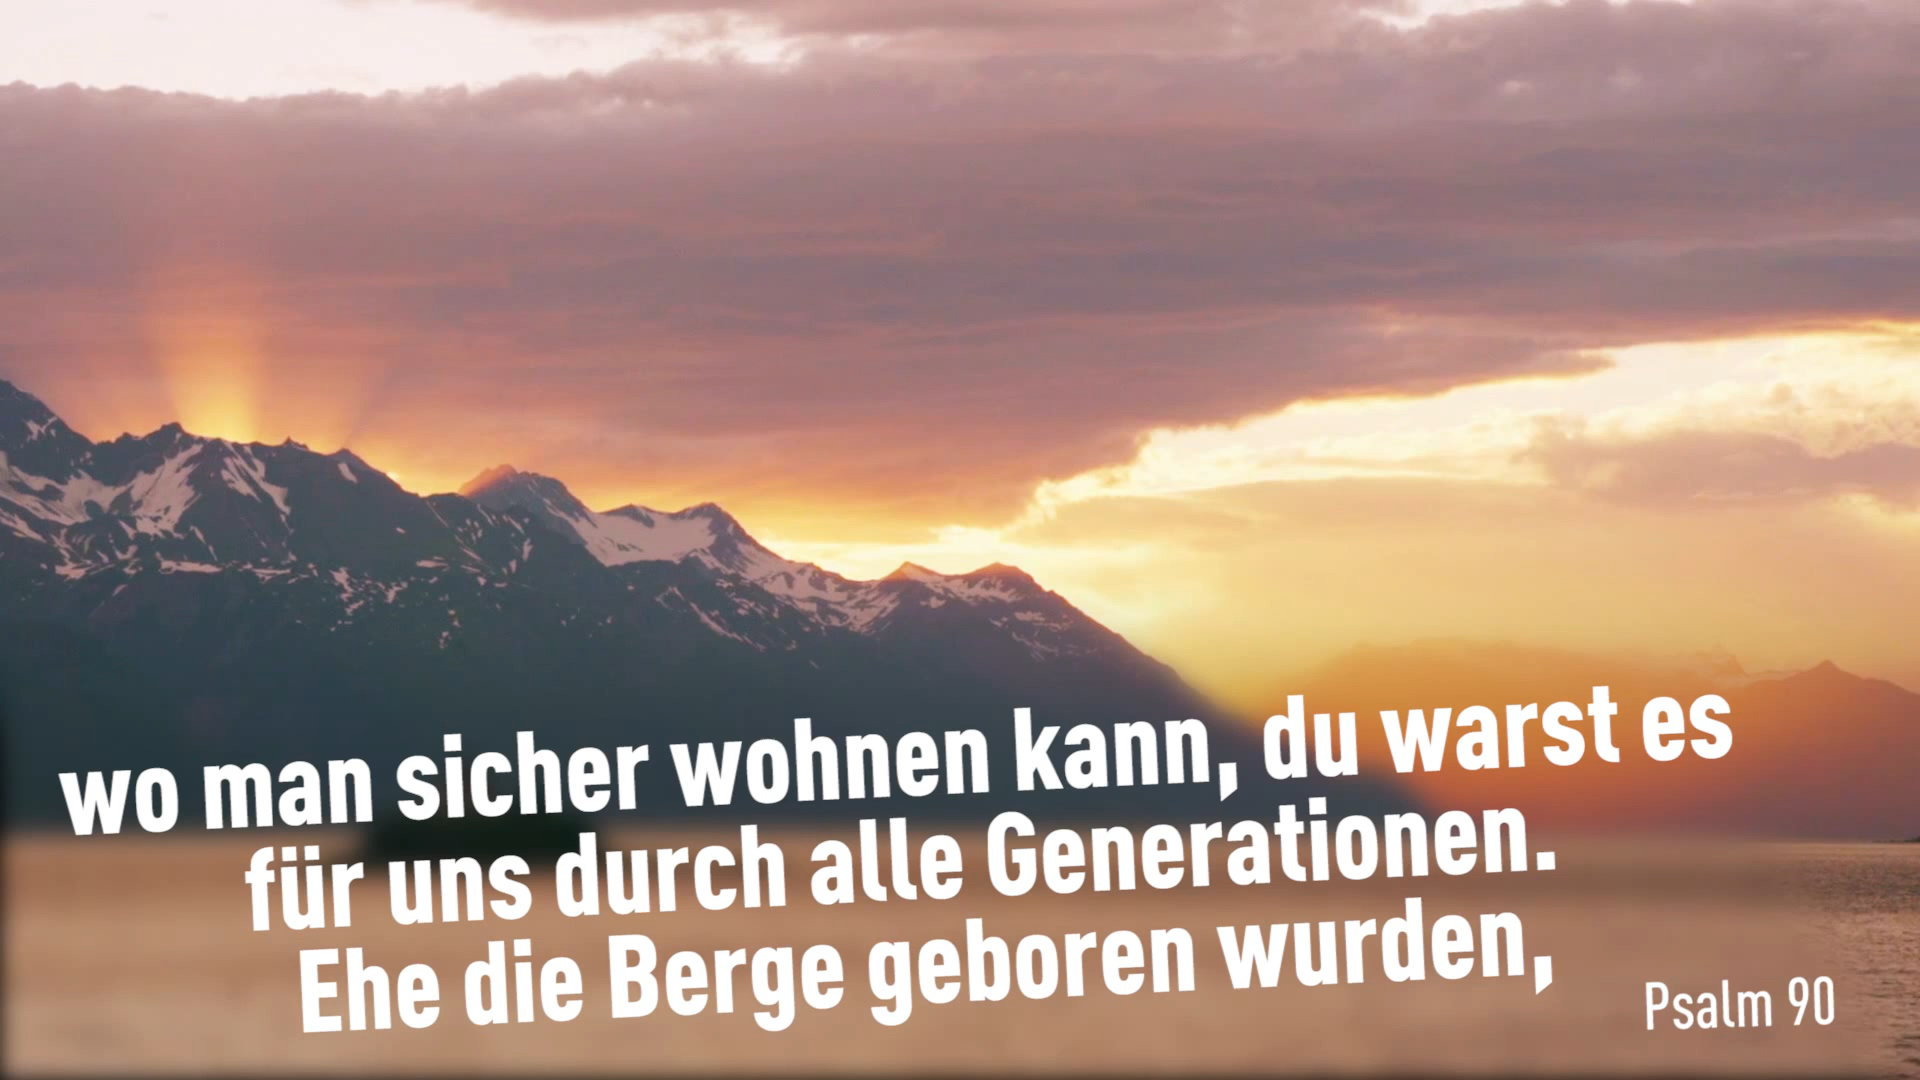 wo man sicher wohnen kann, du warst es
für uns durch alle Generationen.
Ehe die Berge geboren wurden,
Psalm 90